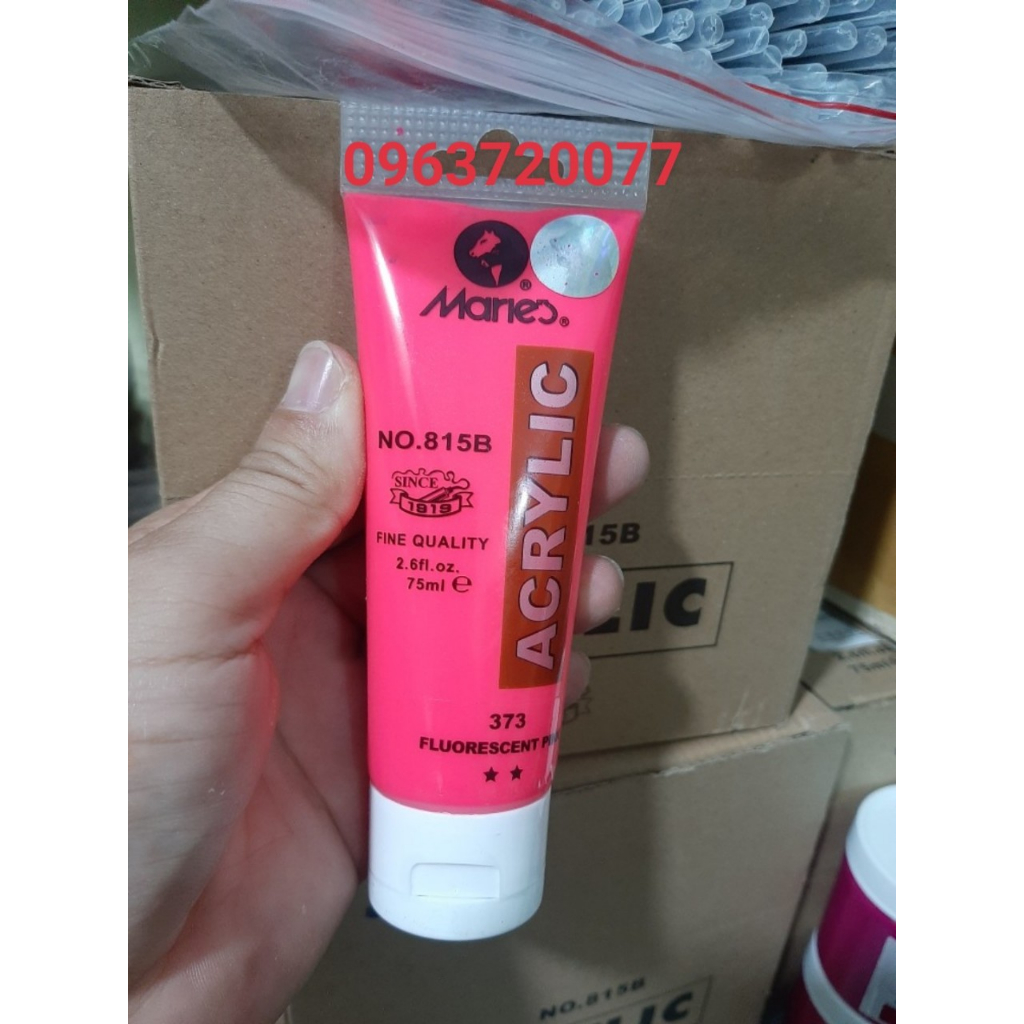 0963720077
Marie's®
NO.815B
ACRYLIC
SINCE
1919
FINE QUALITY
2.6fl.oz.
75ml ℮
373
FLUORESCENT
15B
LIC
NO.815B
LIC